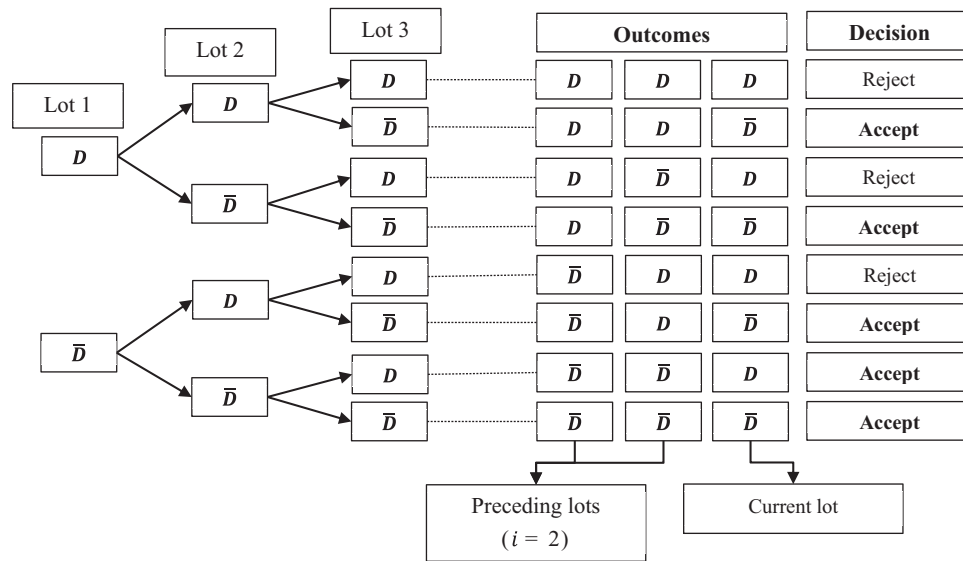 Lot 1
Lot 2
Lot 3
Outcomes
Decision
D
D
D
D
D
D
Reject
D̅
D
D
D̅
Accept
D̅
D
D
D̅
D
Reject
D̅
D
D̅
D̅
Accept
D̅
D
D
D̅
D
D
Reject
D̅
D̅
D
D̅
Accept
D̅
D
D̅
D̅
D
Accept
D̅
D̅
D̅
D̅
Accept
Preceding lots
(i = 2)
Current lot